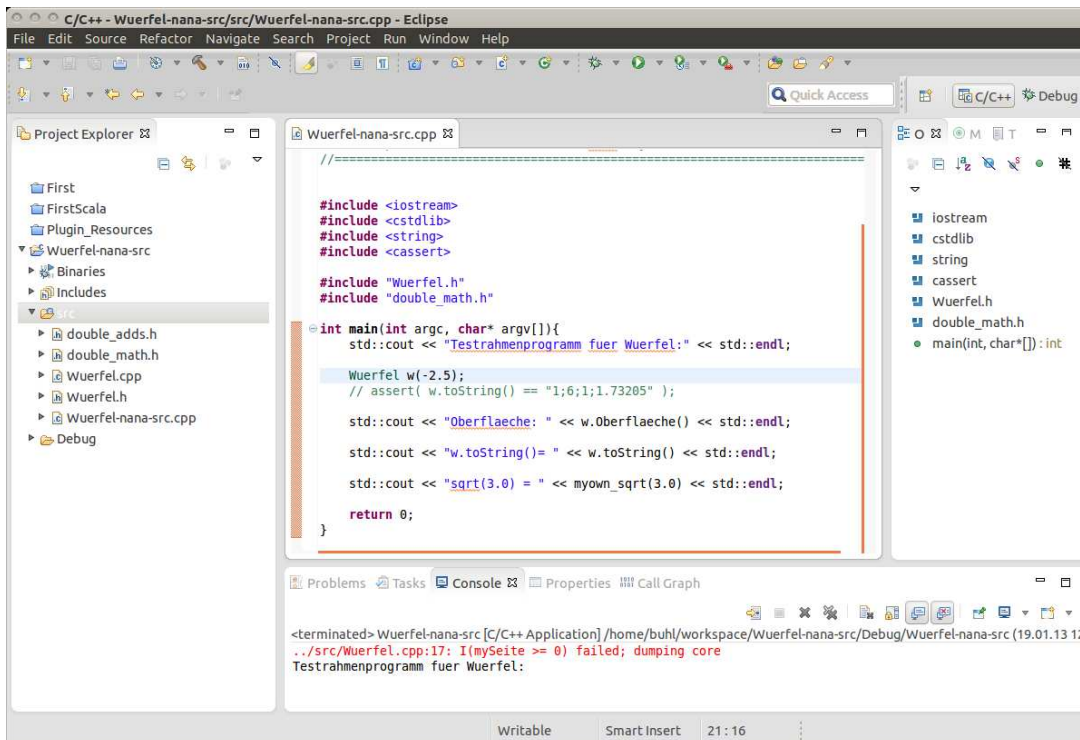 C/C++ - Wuerfel-nana-src/src/Wuerfel-nana-src.cpp - Eclipse
File Edit Source Refactor Navigate Search Project Run Window Help
Quick Access
C/C++
Debug
Project Explorer
First
FirstScala
Plugin_Resources
Wuerfel-nana-src
Binaries
Includes
src
double_adds.h
double_math.h
Wuerfel.cpp
Wuerfel.h
Wuerfel-nana-src.cpp
Debug
Wuerfel-nana-src.cpp
//=========================================================================
#include <iostream>
#include <cstdlib>
#include <string>
#include <cassert>
#include "Wuerfel.h"
#include "double_math.h"
int main(int argc, char* argv[]){
std::cout << "Testrahmenprogramm fuer Wuerfel:" << std::endl;
Wuerfel w(-2.5);
// assert( w.toString() == "1;6;1;1.73205" );
std::cout << "Oberflaeche: " << w.Oberflaeche() << std::endl;
std::cout << "w.toString()= " << w.toString() << std::endl;
std::cout << "sqrt(3.0) = " << myown_sqrt(3.0) << std::endl;
return 0;
}
O M T
iostream
cstdlib
string
cassert
Wuerfel.h
double_math.h
main(int, char*[]) : int
Problems Tasks Console Properties Call Graph
<terminated> Wuerfel-nana-src [C/C++ Application] /home/buhl/workspace/Wuerfel-nana-src/Debug/Wuerfel-nana-src (19.01.13 12
../src/Wuerfel.cpp:17: I(mySeite >= 0) failed; dumping core
Testrahmenprogramm fuer Wuerfel:
Writable Smart Insert 21 : 16